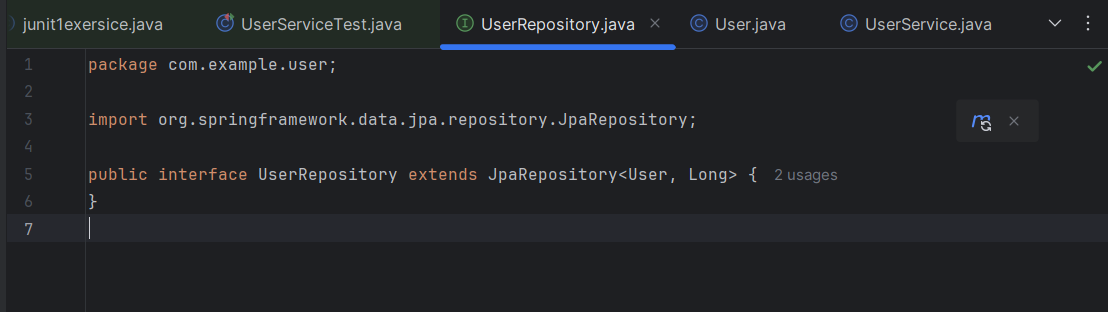 junit1exersice.java UserServiceTest.java UserRepository.java User.java UserService.java
1 package com.example.user;
2
3 import org.springframework.data.jpa.repository.JpaRepository;
4
5 public interface UserRepository extends JpaRepository<User, Long> { 2 usages
6 }
7